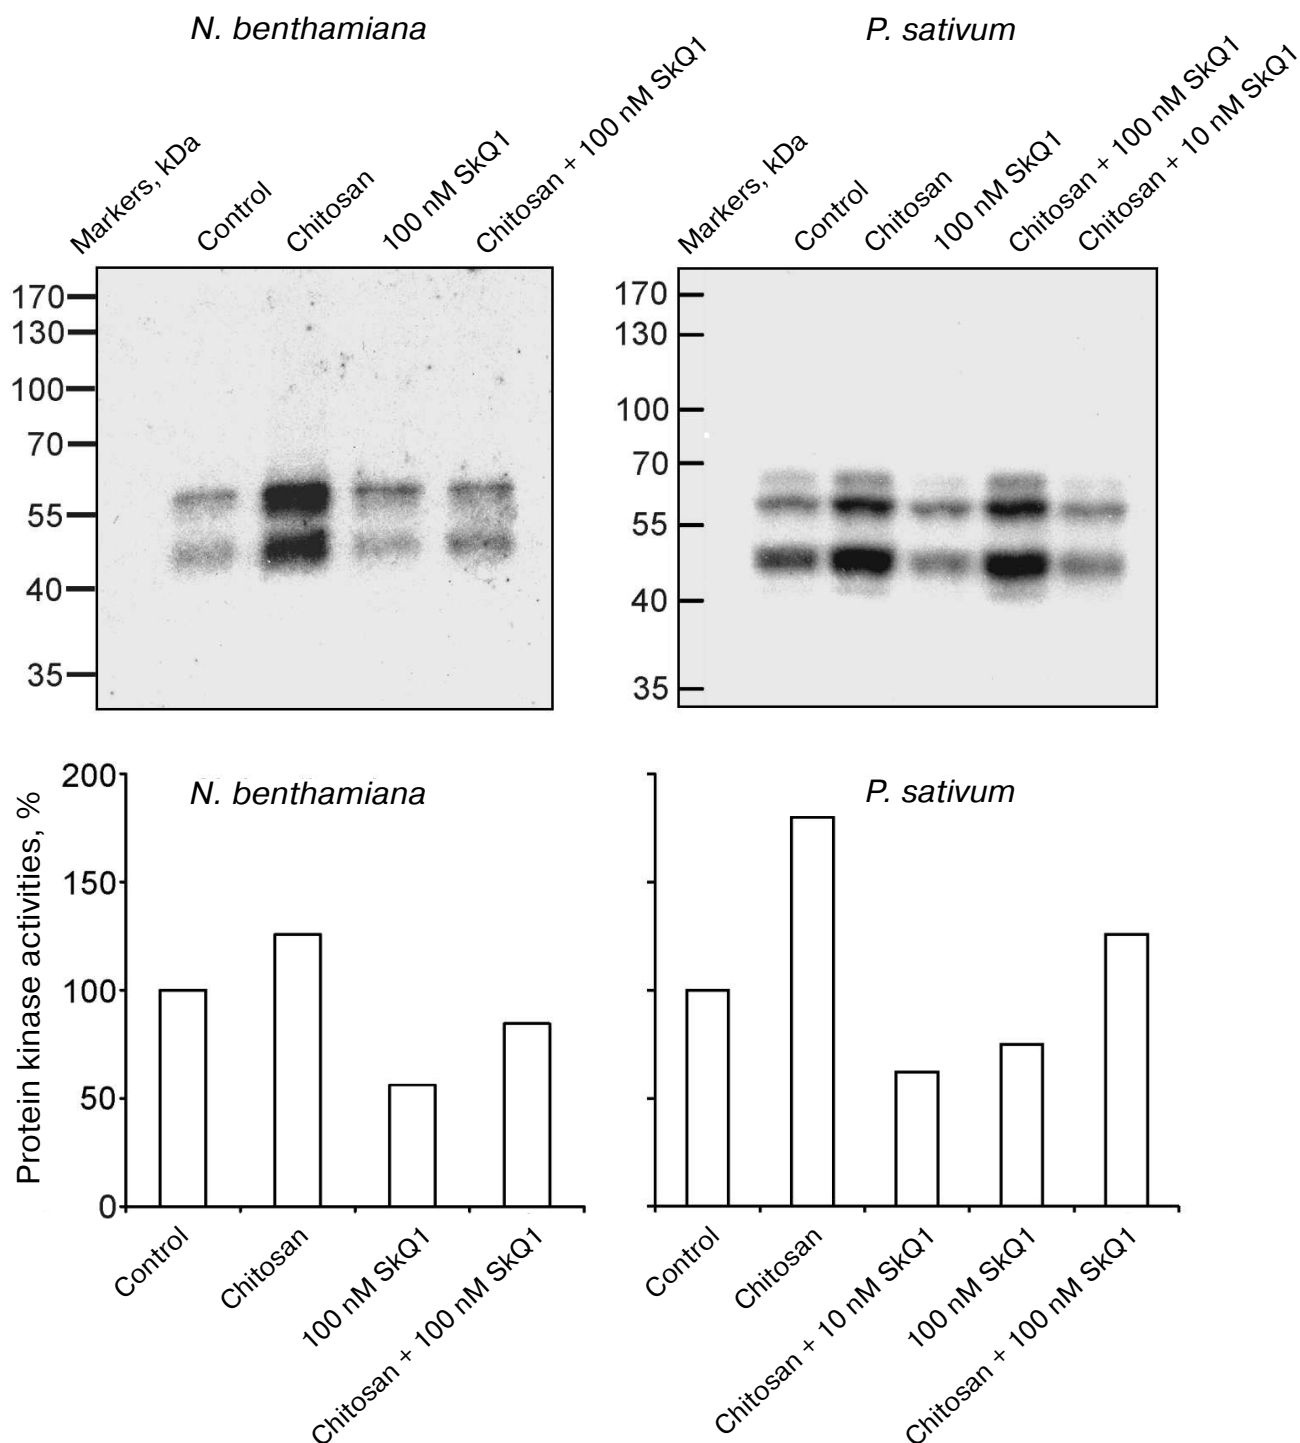 N. benthamiana
Markers, kDa
Control
Chitosan
100 nM SkQ1
Chitosan + 100 nM SkQ1
170
130
100
70
55
40
35
P. sativum
Markers, kDa
Control
Chitosan
100 nM SkQ1
Chitosan + 100 nM SkQ1
Chitosan + 10 nM SkQ1
170
130
100
70
55
40
35
N. benthamiana
Protein kinase activities, %
200
150
100
50
0
Control
Chitosan
100 nM SkQ1
Chitosan + 100 nM SkQ1
P. sativum
Control
Chitosan
Chitosan + 10 nM SkQ1
100 nM SkQ1
Chitosan + 100 nM SkQ1